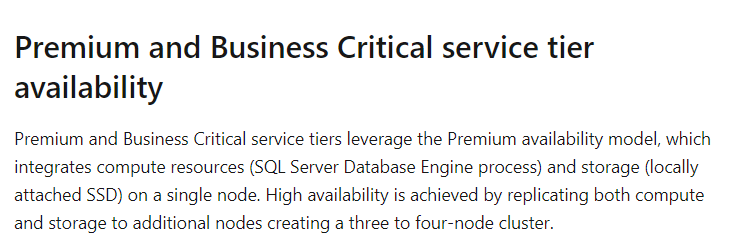 Premium and Business Critical service tier
availability
Premium and Business Critical service tiers leverage the Premium availability model, which
integrates compute resources (SQL Server Database Engine process) and storage (locally
attached SSD) on a single node. High availability is achieved by replicating both compute
and storage to additional nodes creating a three to four-node cluster.